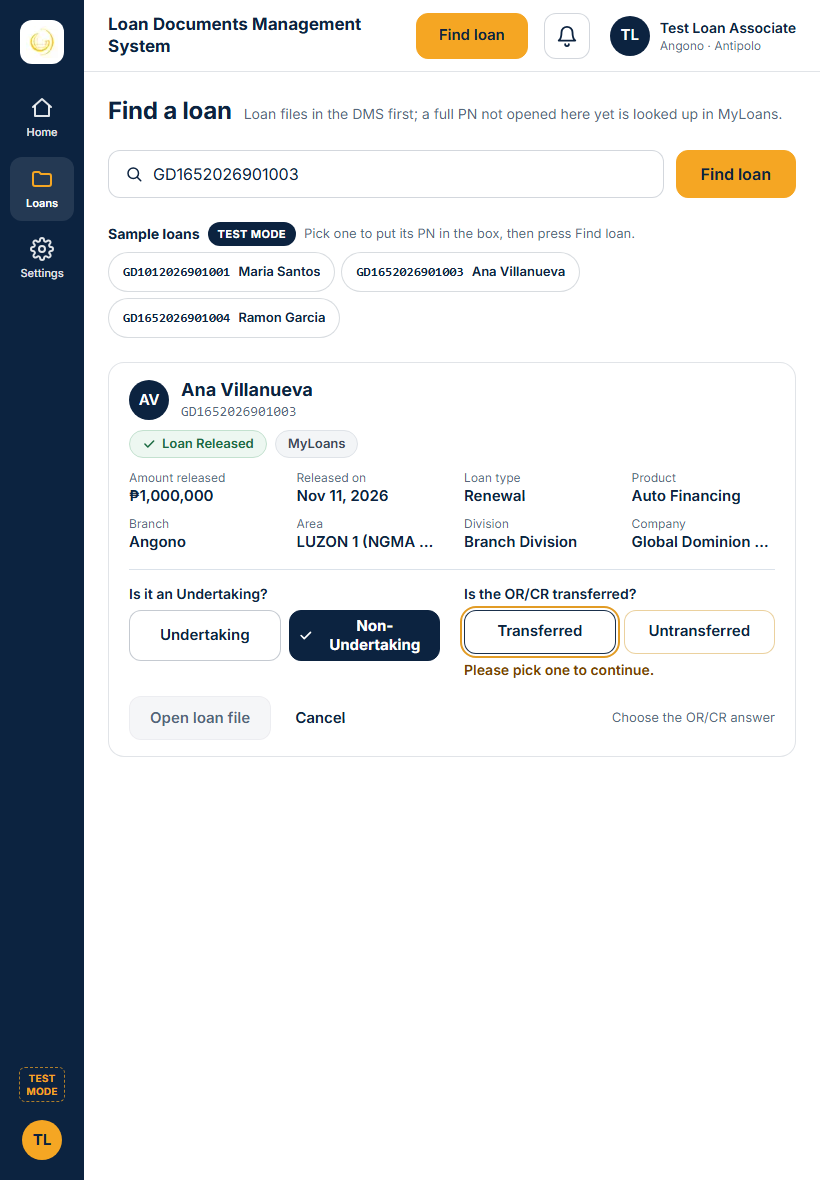 Loan Documents Management
System
Find loan
TL
Test Loan Associate
Angono · Antipolo
Home
Loans
Settings
Find a loan
Loan files in the DMS first; a full PN not opened here yet is looked up in MyLoans.
GD1652026901003
Find loan
Sample loans
TEST MODE
Pick one to put its PN in the box, then press Find loan.
GD1012026901001 Maria Santos
GD1652026901003 Ana Villanueva
GD1652026901004 Ramon Garcia
AV
Ana Villanueva
GD1652026901003
Loan Released
MyLoans
Amount released
₱1,000,000
Released on
Nov 11, 2026
Loan type
Renewal
Product
Auto Financing
Branch
Angono
Area
LUZON 1 (NGMA ...
Division
Branch Division
Company
Global Dominion ...
Is it an Undertaking?
Undertaking
Non-
Undertaking
Is the OR/CR transferred?
Transferred
Untransferred
Please pick one to continue.
Open loan file
Cancel
Choose the OR/CR answer
TEST
MODE
TL